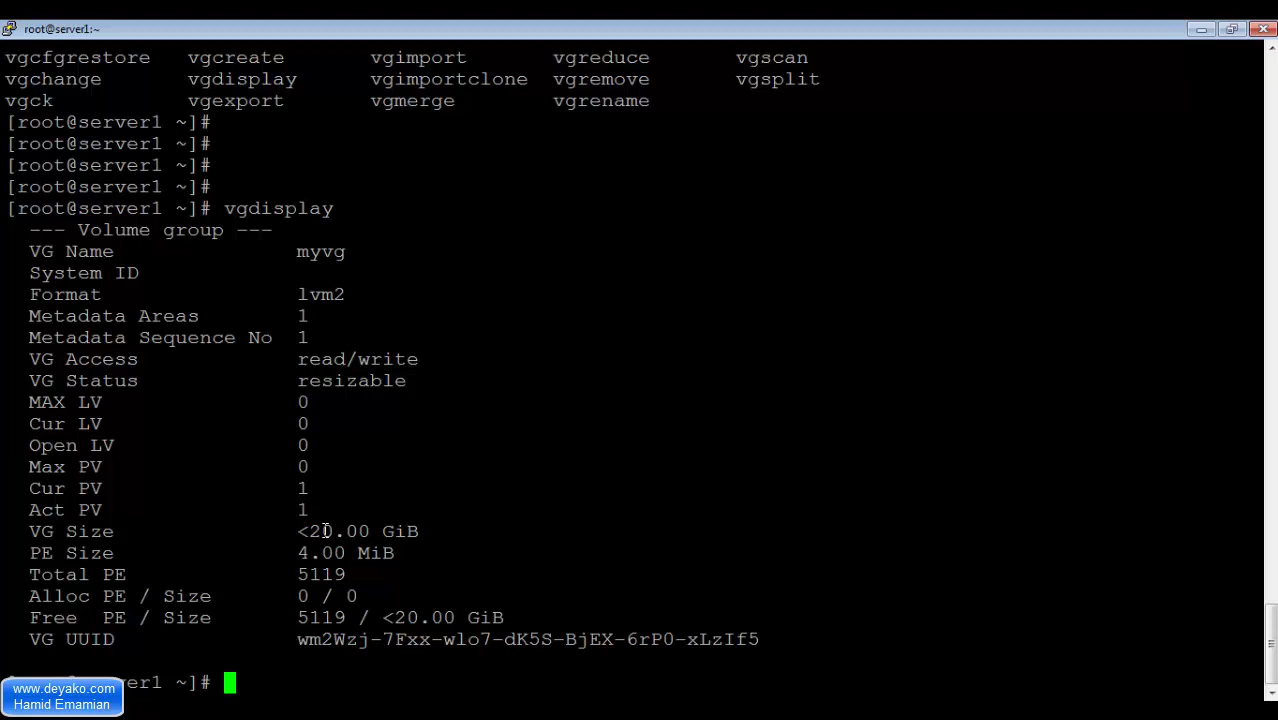 root@server1:~
vgcfgrestore vgcreate vgimport vgreduce vgscan
vgchange vgdisplay vgimportclone vgremove vgsplit
vgck vgexport vgmerge vgrename
[root@server1 ~]#
[root@server1 ~]#
[root@server1 ~]#
[root@server1 ~]#
[root@server1 ~]# vgdisplay
--- Volume group ---
VG Name myvg
System ID
Format lvm2
Metadata Areas 1
Metadata Sequence No 1
VG Access read/write
VG Status resizable
MAX LV 0
Cur LV 0
Open LV 0
Max PV 0
Cur PV 1
Act PV 1
VG Size <20.00 GiB
PE Size 4.00 MiB
Total PE 5119
Alloc PE / Size 0 / 0
Free PE / Size 5119 / <20.00 GiB
VG UUID wm2Wzj-7Fxx-wlo7-dK5S-BjEX-6rP0-xLzIf5
server1 ~]#
www.deyako.com
Hamid Emamian